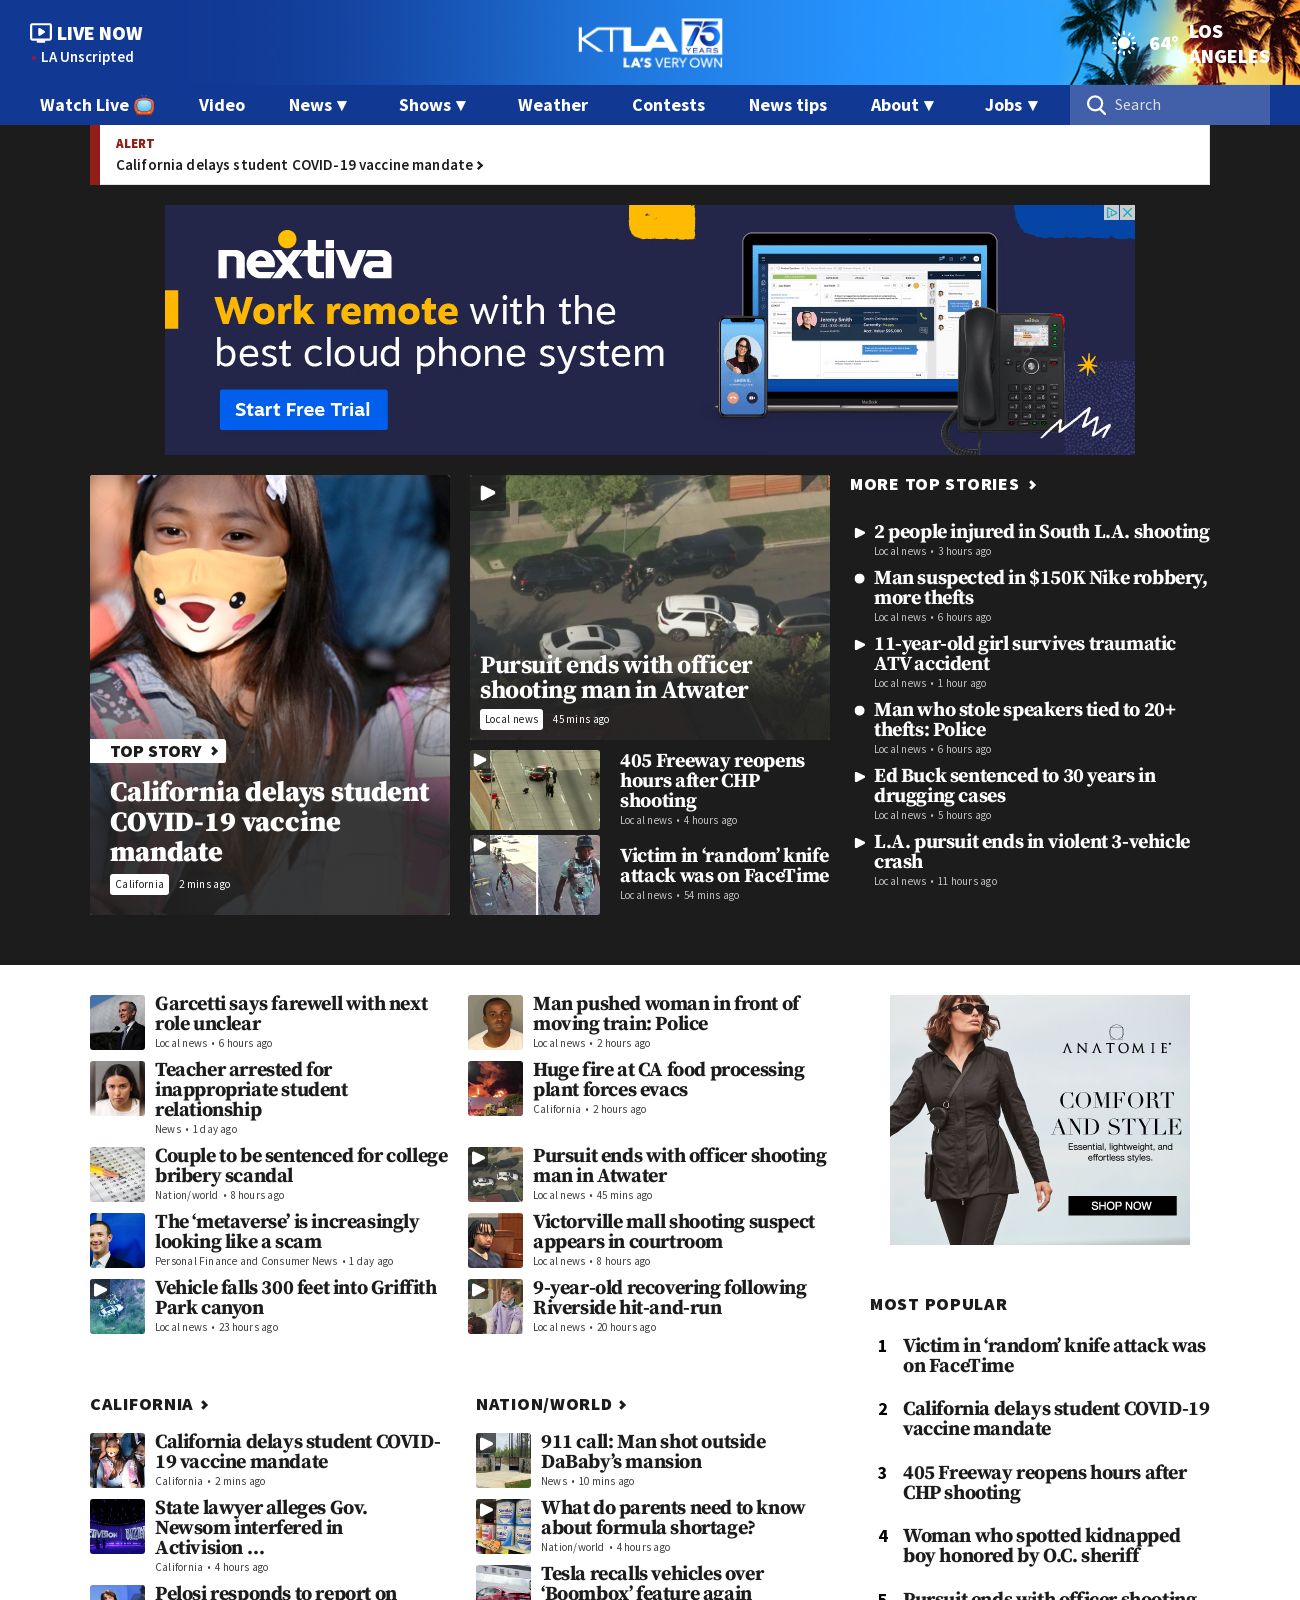 LIVE NOW
LA Unscripted
KTLA 75 YEARS
LA'S VERY OWN
64°
LOS
ANGELES
Watch Live
Video
News ▼
Shows ▼
Weather
Contests
News tips
About ▼
Jobs ▼
Search
ALERT
California delays student COVID-19 vaccine mandate
nextiva
Work remote with the
best cloud phone system
Start Free Trial
TOP STORY
California delays student
COVID-19 vaccine
mandate
California
2 mins ago
Pursuit ends with officer
shooting man in Atwater
Local news
45 mins ago
405 Freeway reopens
hours after CHP
shooting
Local news • 4 hours ago
Victim in ‘random’ knife
attack was on FaceTime
Local news • 54 mins ago
MORE TOP STORIES
2 people injured in South L.A. shooting
Local news • 3 hours ago
Man suspected in $150K Nike robbery,
more thefts
Local news • 6 hours ago
11-year-old girl survives traumatic
ATV accident
Local news • 1 hour ago
Man who stole speakers tied to 20+
thefts: Police
Local news • 6 hours ago
Ed Buck sentenced to 30 years in
drugging cases
Local news • 5 hours ago
L.A. pursuit ends in violent 3-vehicle
crash
Local news • 11 hours ago
Garcetti says farewell with next
role unclear
Local news • 6 hours ago
Teacher arrested for
inappropriate student
relationship
News • 1 day ago
Couple to be sentenced for college
bribery scandal
Nation/world • 8 hours ago
The ‘metaverse’ is increasingly
looking like a scam
Personal Finance and Consumer News • 1 day ago
Vehicle falls 300 feet into Griffith
Park canyon
Local news • 23 hours ago
Man pushed woman in front of
moving train: Police
Local news • 2 hours ago
Huge fire at CA food processing
plant forces evacs
California • 2 hours ago
Pursuit ends with officer shooting
man in Atwater
Local news • 45 mins ago
Victorville mall shooting suspect
appears in courtroom
Local news • 8 hours ago
9-year-old recovering following
Riverside hit-and-run
Local news • 20 hours ago
ANATOMIE
COMFORT
AND STYLE
Essential, lightweight, and
effortless styles.
SHOP NOW
MOST POPULAR
1 Victim in ‘random’ knife attack was
on FaceTime
2 California delays student COVID-19
vaccine mandate
3 405 Freeway reopens hours after
CHP shooting
4 Woman who spotted kidnapped
boy honored by O.C. sheriff
5 Pursuit ends with officer shooting
CALIFORNIA
California delays student COVID-
19 vaccine mandate
California • 2 mins ago
State lawyer alleges Gov.
Newsom interfered in
Activision …
California • 4 hours ago
Pelosi responds to report on
NATION/WORLD
911 call: Man shot outside
DaBaby’s mansion
News • 10 mins ago
What do parents need to know
about formula shortage?
Nation/world • 4 hours ago
Tesla recalls vehicles over
‘Boombox’ feature again